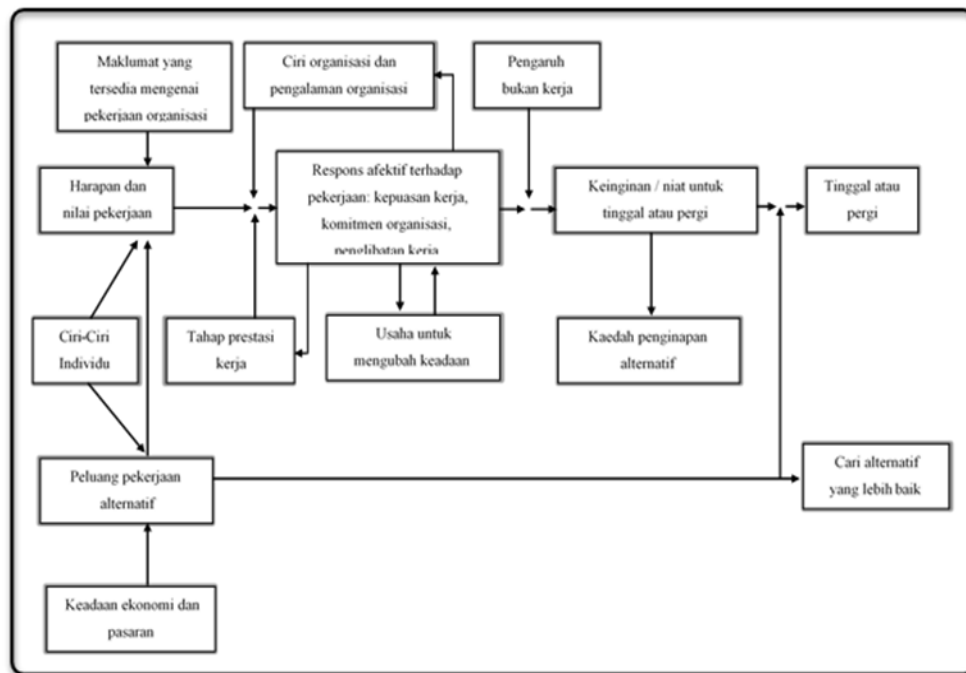 Maklumat yang
tersedia mengenai
pekerjaan organisasi
Ciri organisasi dan
pengalaman organisasi
Pengaruh
bukan kerja
Harapan dan
nilai pekerjaan
Respons afektif terhadap
pekerjaan: kepuasan kerja,
komitmen organisasi,
penglibatan kerja
Keinginan / niat untuk
tinggal atau pergi
Tinggal atau
pergi
Ciri-Ciri
Individu
Tahap prestasi
kerja
Usaha untuk
mengubah keadaan
Kaedah penginapan
alternatif
Peluang pekerjaan
alternatif
Cari alternatif
yang lebih baik
Keadaan ekonomi dan
pasaran